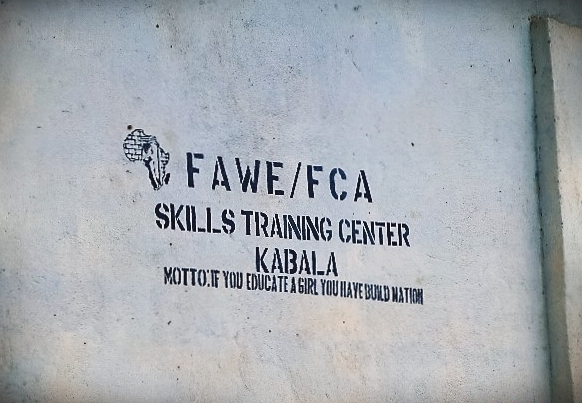 FAWE/FCA
SKILLS TRAINING CENTER
KABALA
MOTTO:IF YOU EDUCATE A GIRL YOU HAVE BUILD NATION